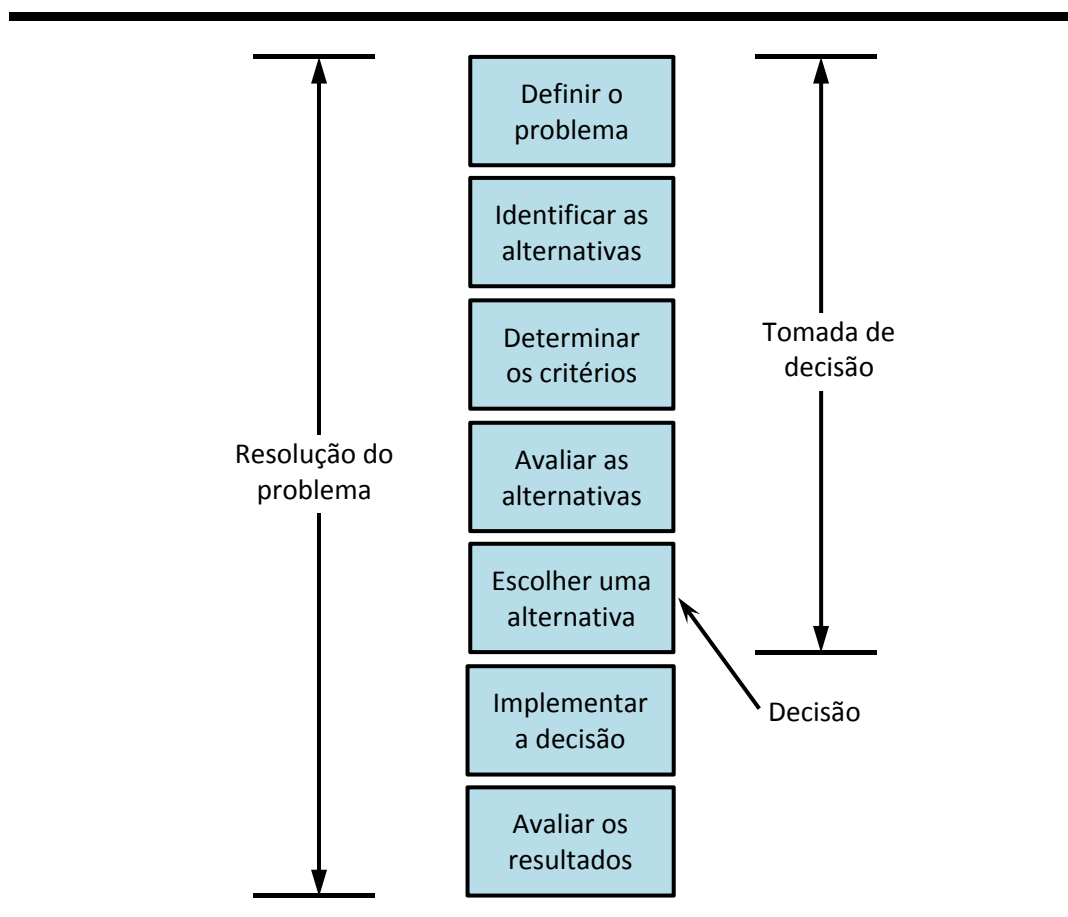 Definir o
problema
Identificar as
alternativas
Determinar
os critérios
Tomada de
decisão
Avaliar as
alternativas
Resolução do
problema
Escolher uma
alternativa
Implementar
a decisão
Decisão
Avaliar os
resultados